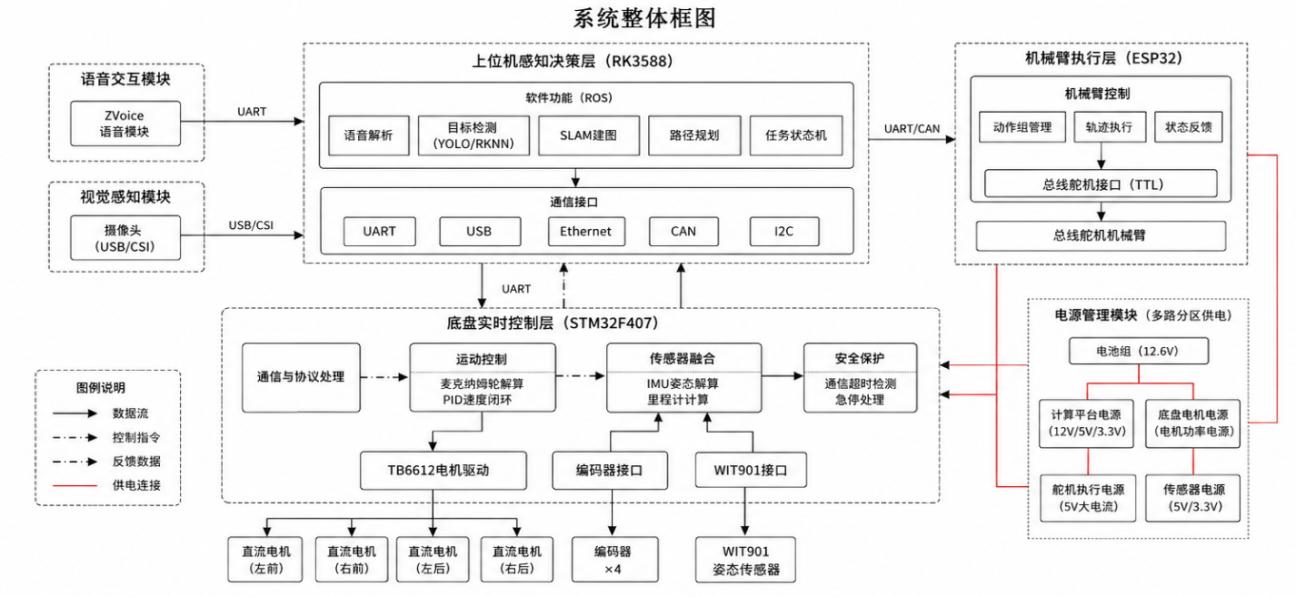 系统整体框图
语音交互模块
ZVoice
语音模块
UART
视觉感知模块
摄像头
（USB/CSI）
USB/CSI
上位机感知决策层（RK3588）
软件功能（ROS）
语音解析
目标检测
（YOLO/RKNN）
SLAM建图
路径规划
任务状态机
通信接口
UART
USB
Ethernet
CAN
I2C
UART/CAN
机械臂执行层（ESP32）
机械臂控制
动作组管理
轨迹执行
状态反馈
总线舵机接口（TTL）
总线舵机机械臂
UART
底盘实时控制层（STM32F407）
通信与协议处理
运动控制
麦克纳姆轮解算
PID速度闭环
传感器融合
IMU姿态解算
里程计计算
安全保护
通信超时检测
急停处理
TB6612电机驱动
编码器接口
WIT901接口
直流电机
（左前）
直流电机
（右前）
直流电机
（左后）
直流电机
（右后）
编码器
×4
WIT901
姿态传感器
电源管理模块（多路分区供电）
电池组（12.6V）
计算平台电源
（12V/5V/3.3V）
底盘电机电源
（电机功率电源）
舵机执行电源
（5V大电流）
传感器电源
（5V/3.3V）
图例说明
数据流
控制指令
反馈数据
供电连接